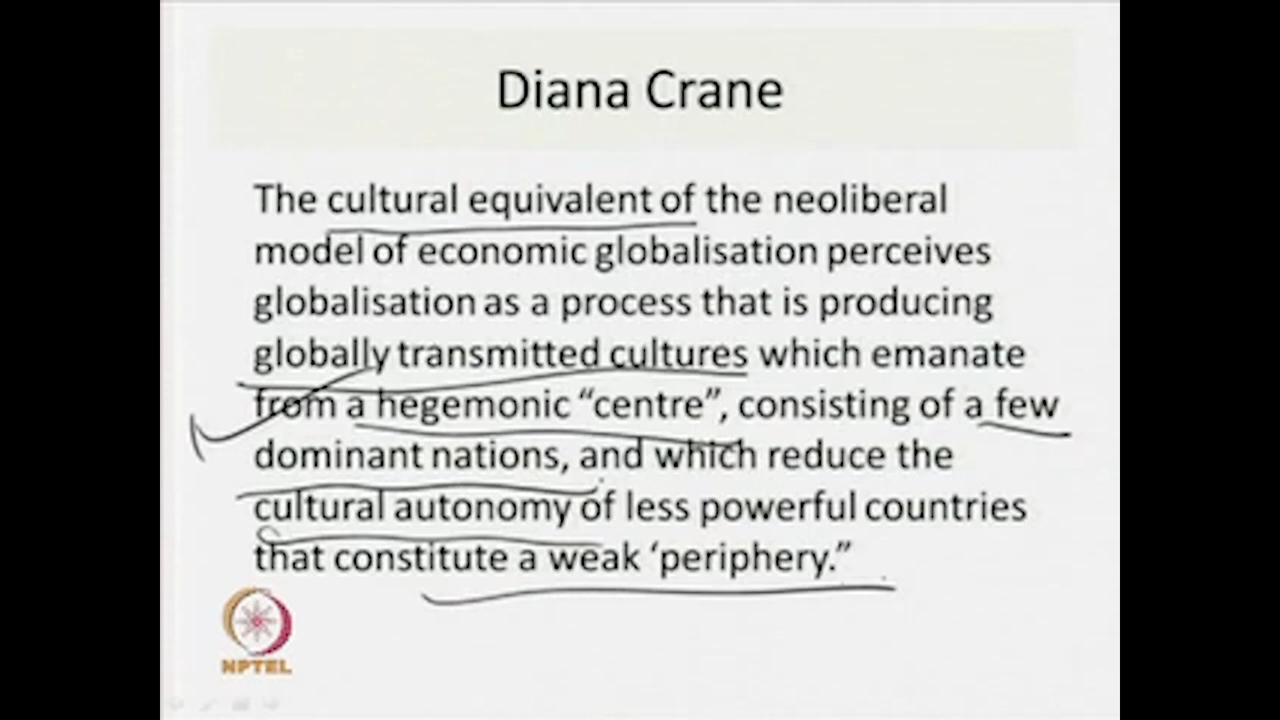 Diana Crane
The cultural equivalent of the neoliberal
model of economic globalisation perceives
globalisation as a process that is producing
globally transmitted cultures which emanate
from a hegemonic “centre”, consisting of a few
dominant nations, and which reduce the
cultural autonomy of less powerful countries
that constitute a weak ‘periphery.”
NPTEL